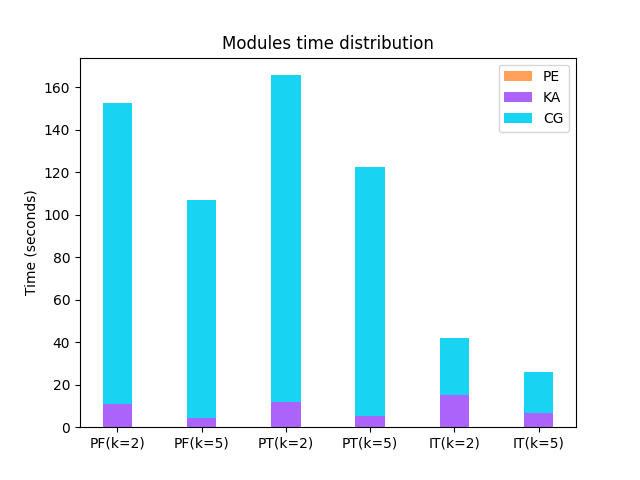 Modules time distribution
PE
KA
CG
Time (seconds)
160
140
120
100
80
60
40
20
0
PF(k=2) PF(k=5) PT(k=2) PT(k=5) IT(k=2) IT(k=5)